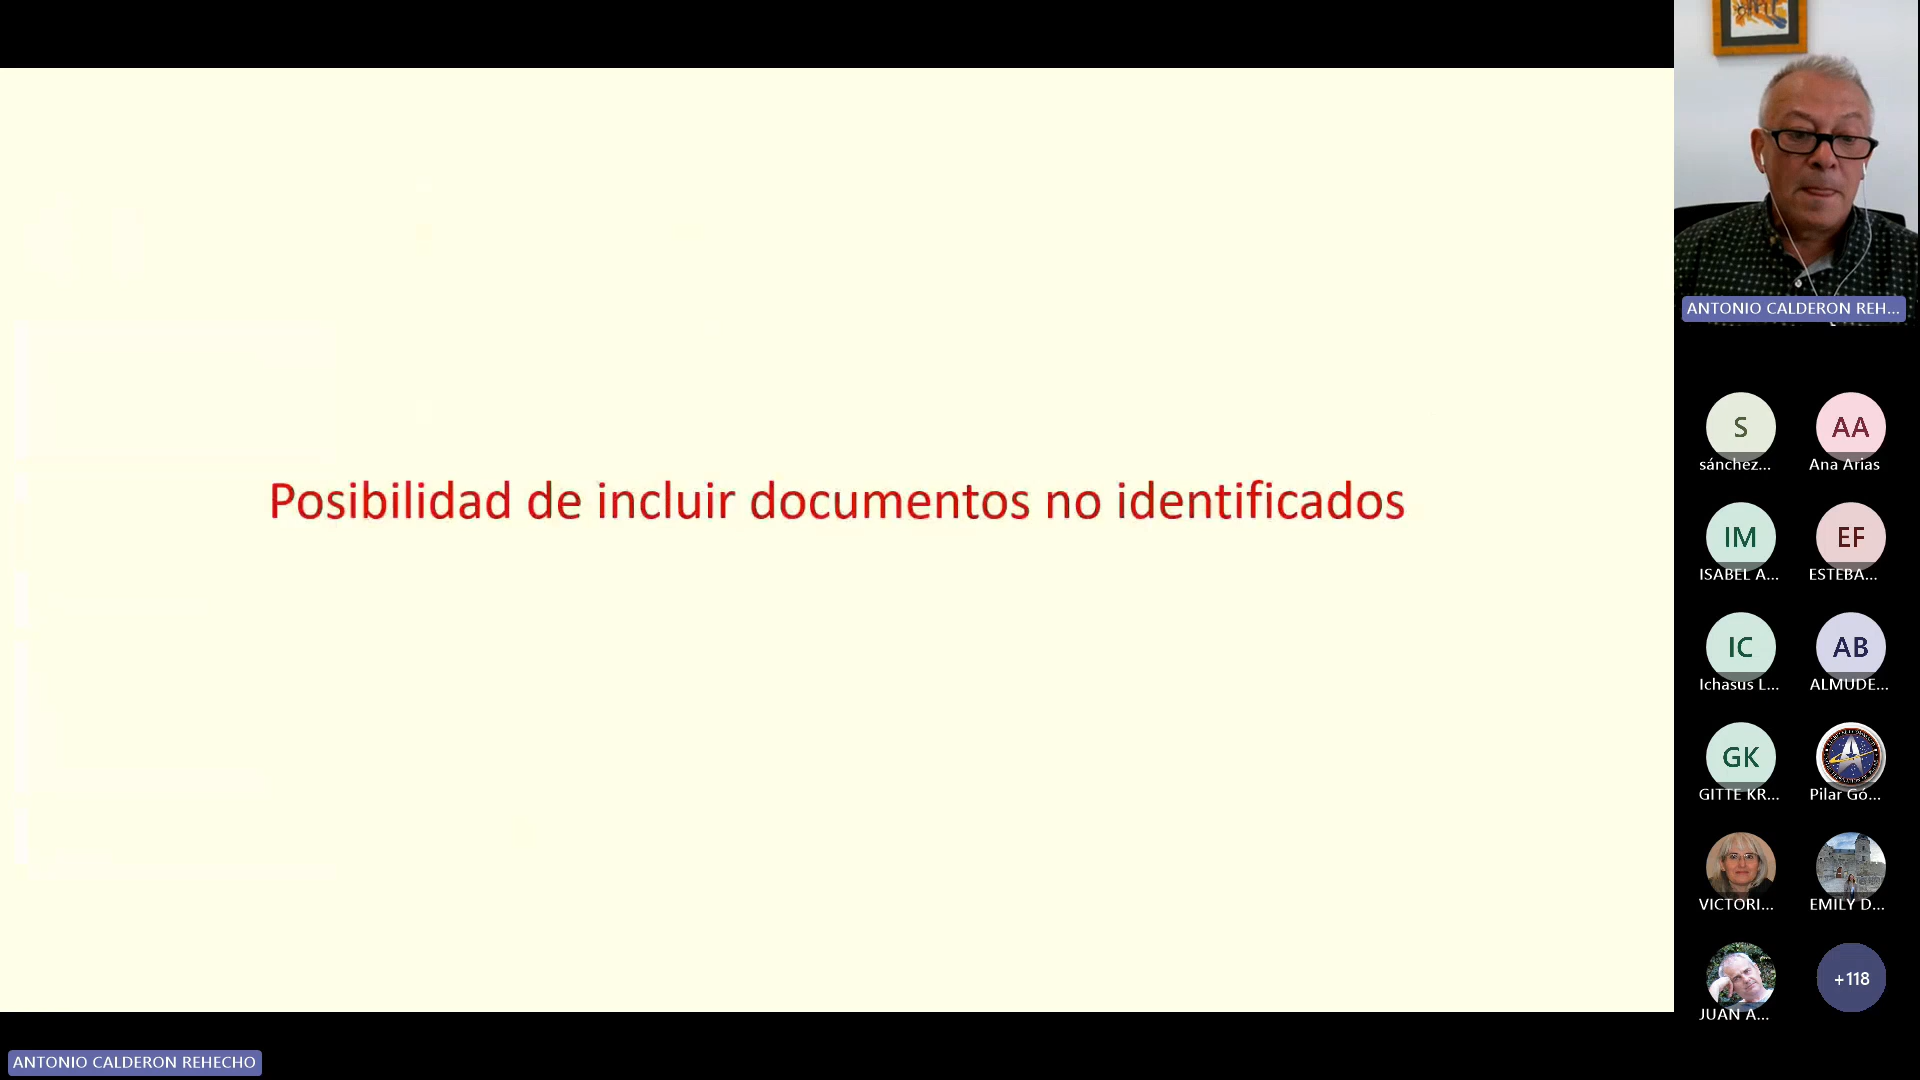 Posibilidad de incluir documentos no identificados
ANTONIO CALDERON REH...
S
AA
sánchez...
Ana Arias
IM
EF
ISABEL A...
ESTEBA...
IC
AB
Ichasus L...
ALMUDE...
GK
GITTE KR...
Pilar Gó...
VICTORI...
EMILY D...
+118
JUAN A...
ANTONIO CALDERON REHECHO